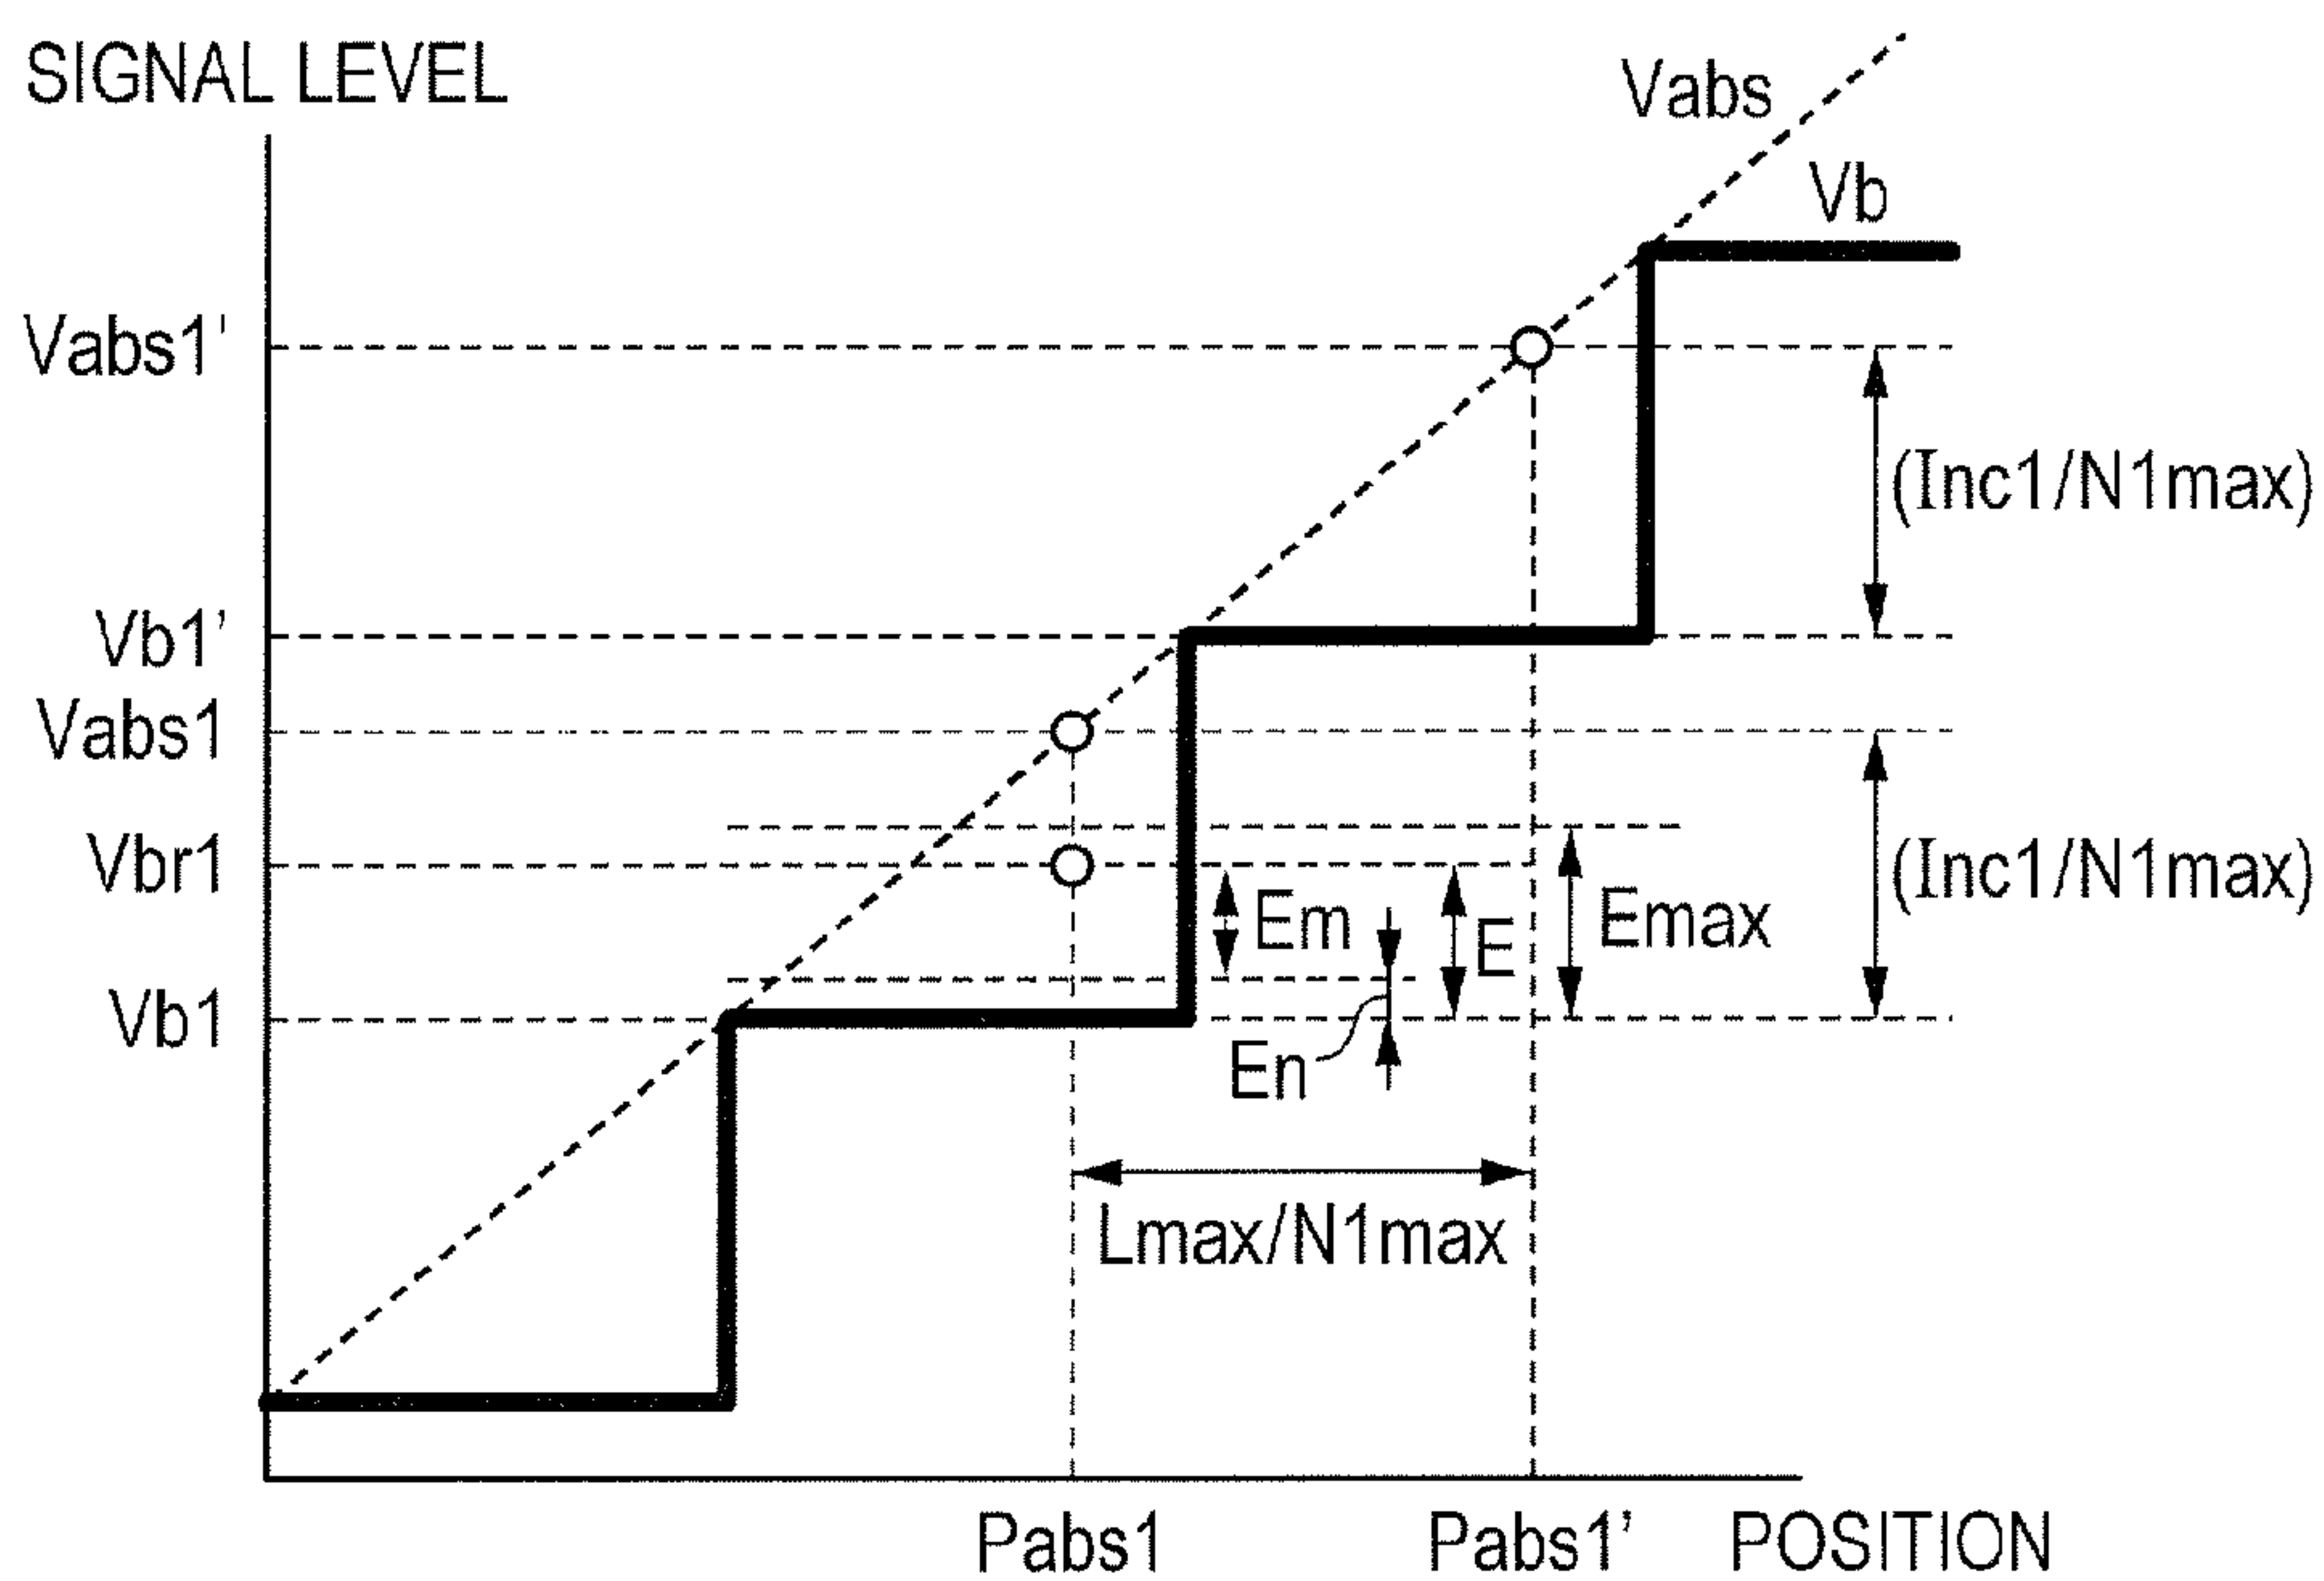 SIGNAL LEVEL
Vabs
Vb
Vabs1'
(Inc1/N1max)
Vb1'
Vabs1
Vbr1
(Inc1/N1max)
Em
E
Emax
Vb1
En
Lmax/N1max
Pabs1
Pabs1'
POSITION